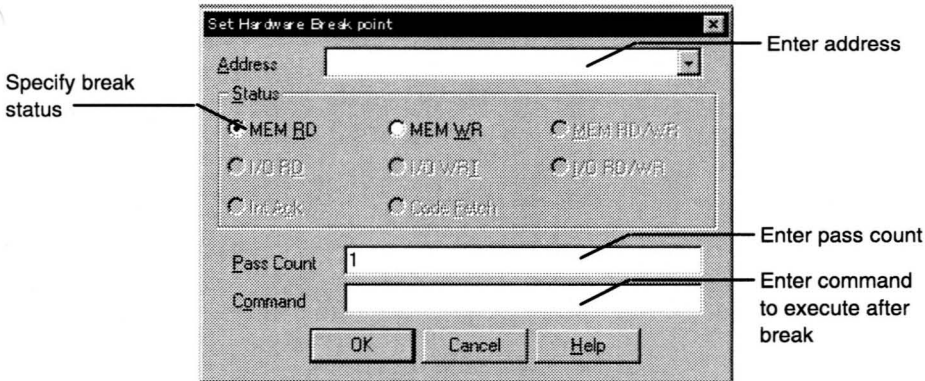 Set Hardware Break point
Enter address
Address
Specify break
status
Status
MEM RD
MEM WR
MEM RD/WR
I/O RD
I/O WRT
I/O RD/WR
Int Ack
Code Fetch
Enter pass count
Pass Count 1
Enter command
to execute after
break
Command
OK Cancel Help